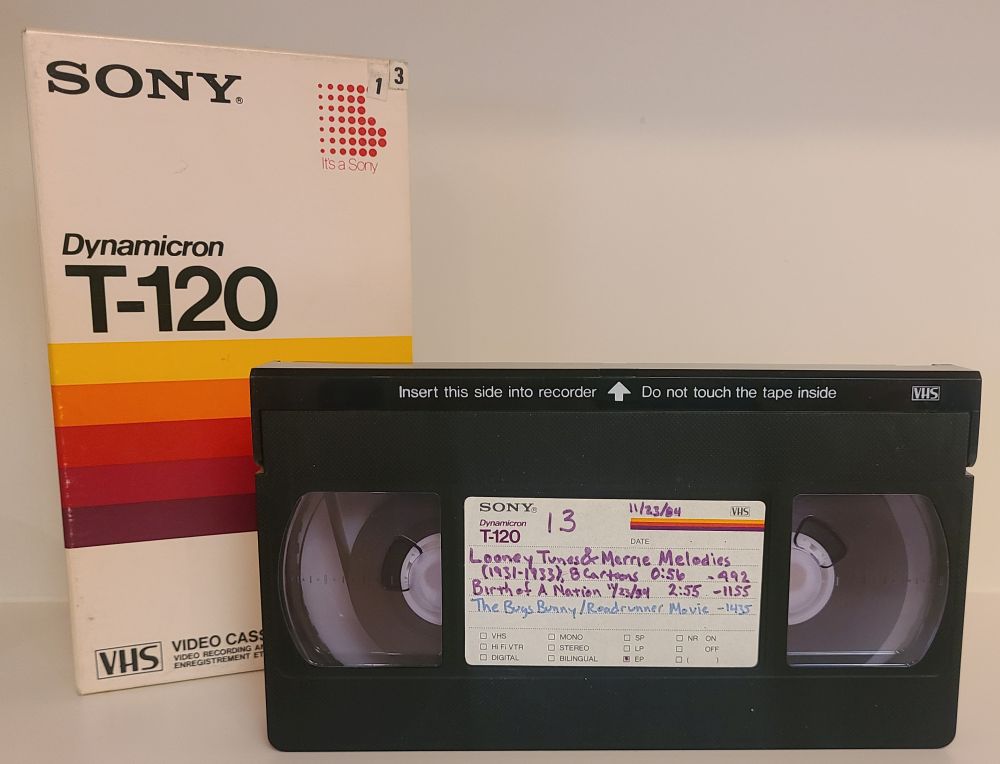 SONY®
1 3
It's a Sony
Dynamicron
T-120
VHS VIDEO CASS
VIDEO RECORDING AN
ENREGISTREMENT ET
Insert this side into recorder Do not touch the tape inside VHS
SONY® 13 11/23/84 VHS
Dynamicron
T-120 DATE
Looney Tunes & Merrie Melodies
(1931-1933), 8 Cartoons 0:56 -492
Birth of A Nation 11/23/84 2:55 -1155
The Bugs Bunny/Roadrunner Movie -1435
VHS MONO SP NR ON
Hi Fi VTR STEREO LP OFF
DIGITAL BILINGUAL EP ( )